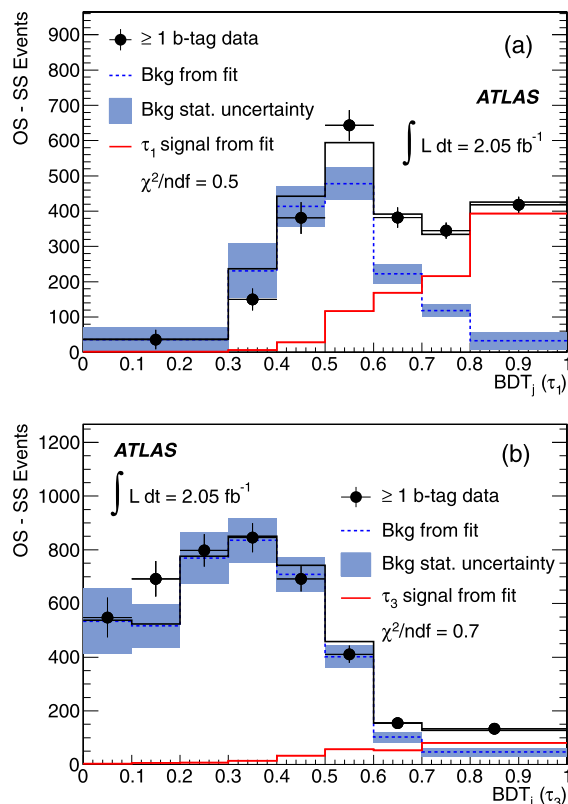 OS - SS Events
900
800
700
600
500
400
300
200
100
0
≥ 1 b-tag data
Bkg from fit
Bkg stat. uncertainty
τ1 signal from fit
χ²/ndf = 0.5
(a)
ATLAS
∫ L dt = 2.05 fb⁻¹
0 0.1 0.2 0.3 0.4 0.5 0.6 0.7 0.8 0.9 1
BDTj (τ1)
OS - SS Events
1200
1000
800
600
400
200
0
ATLAS
∫ L dt = 2.05 fb⁻¹
(b)
≥ 1 b-tag data
Bkg from fit
Bkg stat. uncertainty
τ3 signal from fit
χ²/ndf = 0.7
0 0.1 0.2 0.3 0.4 0.5 0.6 0.7 0.8 0.9 1
BDTj (τ3)